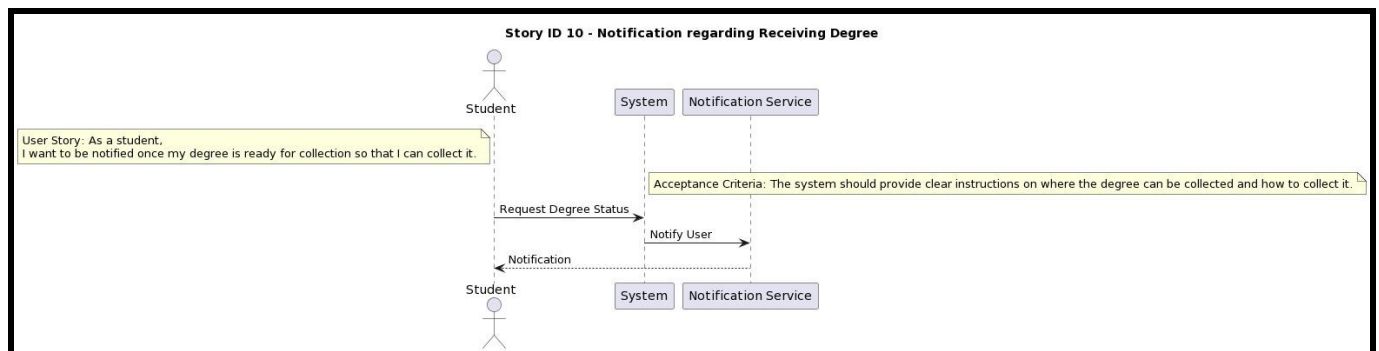 Story ID 10 - Notification regarding Receiving Degree
Student
System
Notification Service
User Story: As a student,
I want to be notified once my degree is ready for collection so that I can collect it.
Acceptance Criteria: The system should provide clear instructions on where the degree can be collected and how to collect it.
Request Degree Status
Notify User
Notification
Student
System
Notification Service